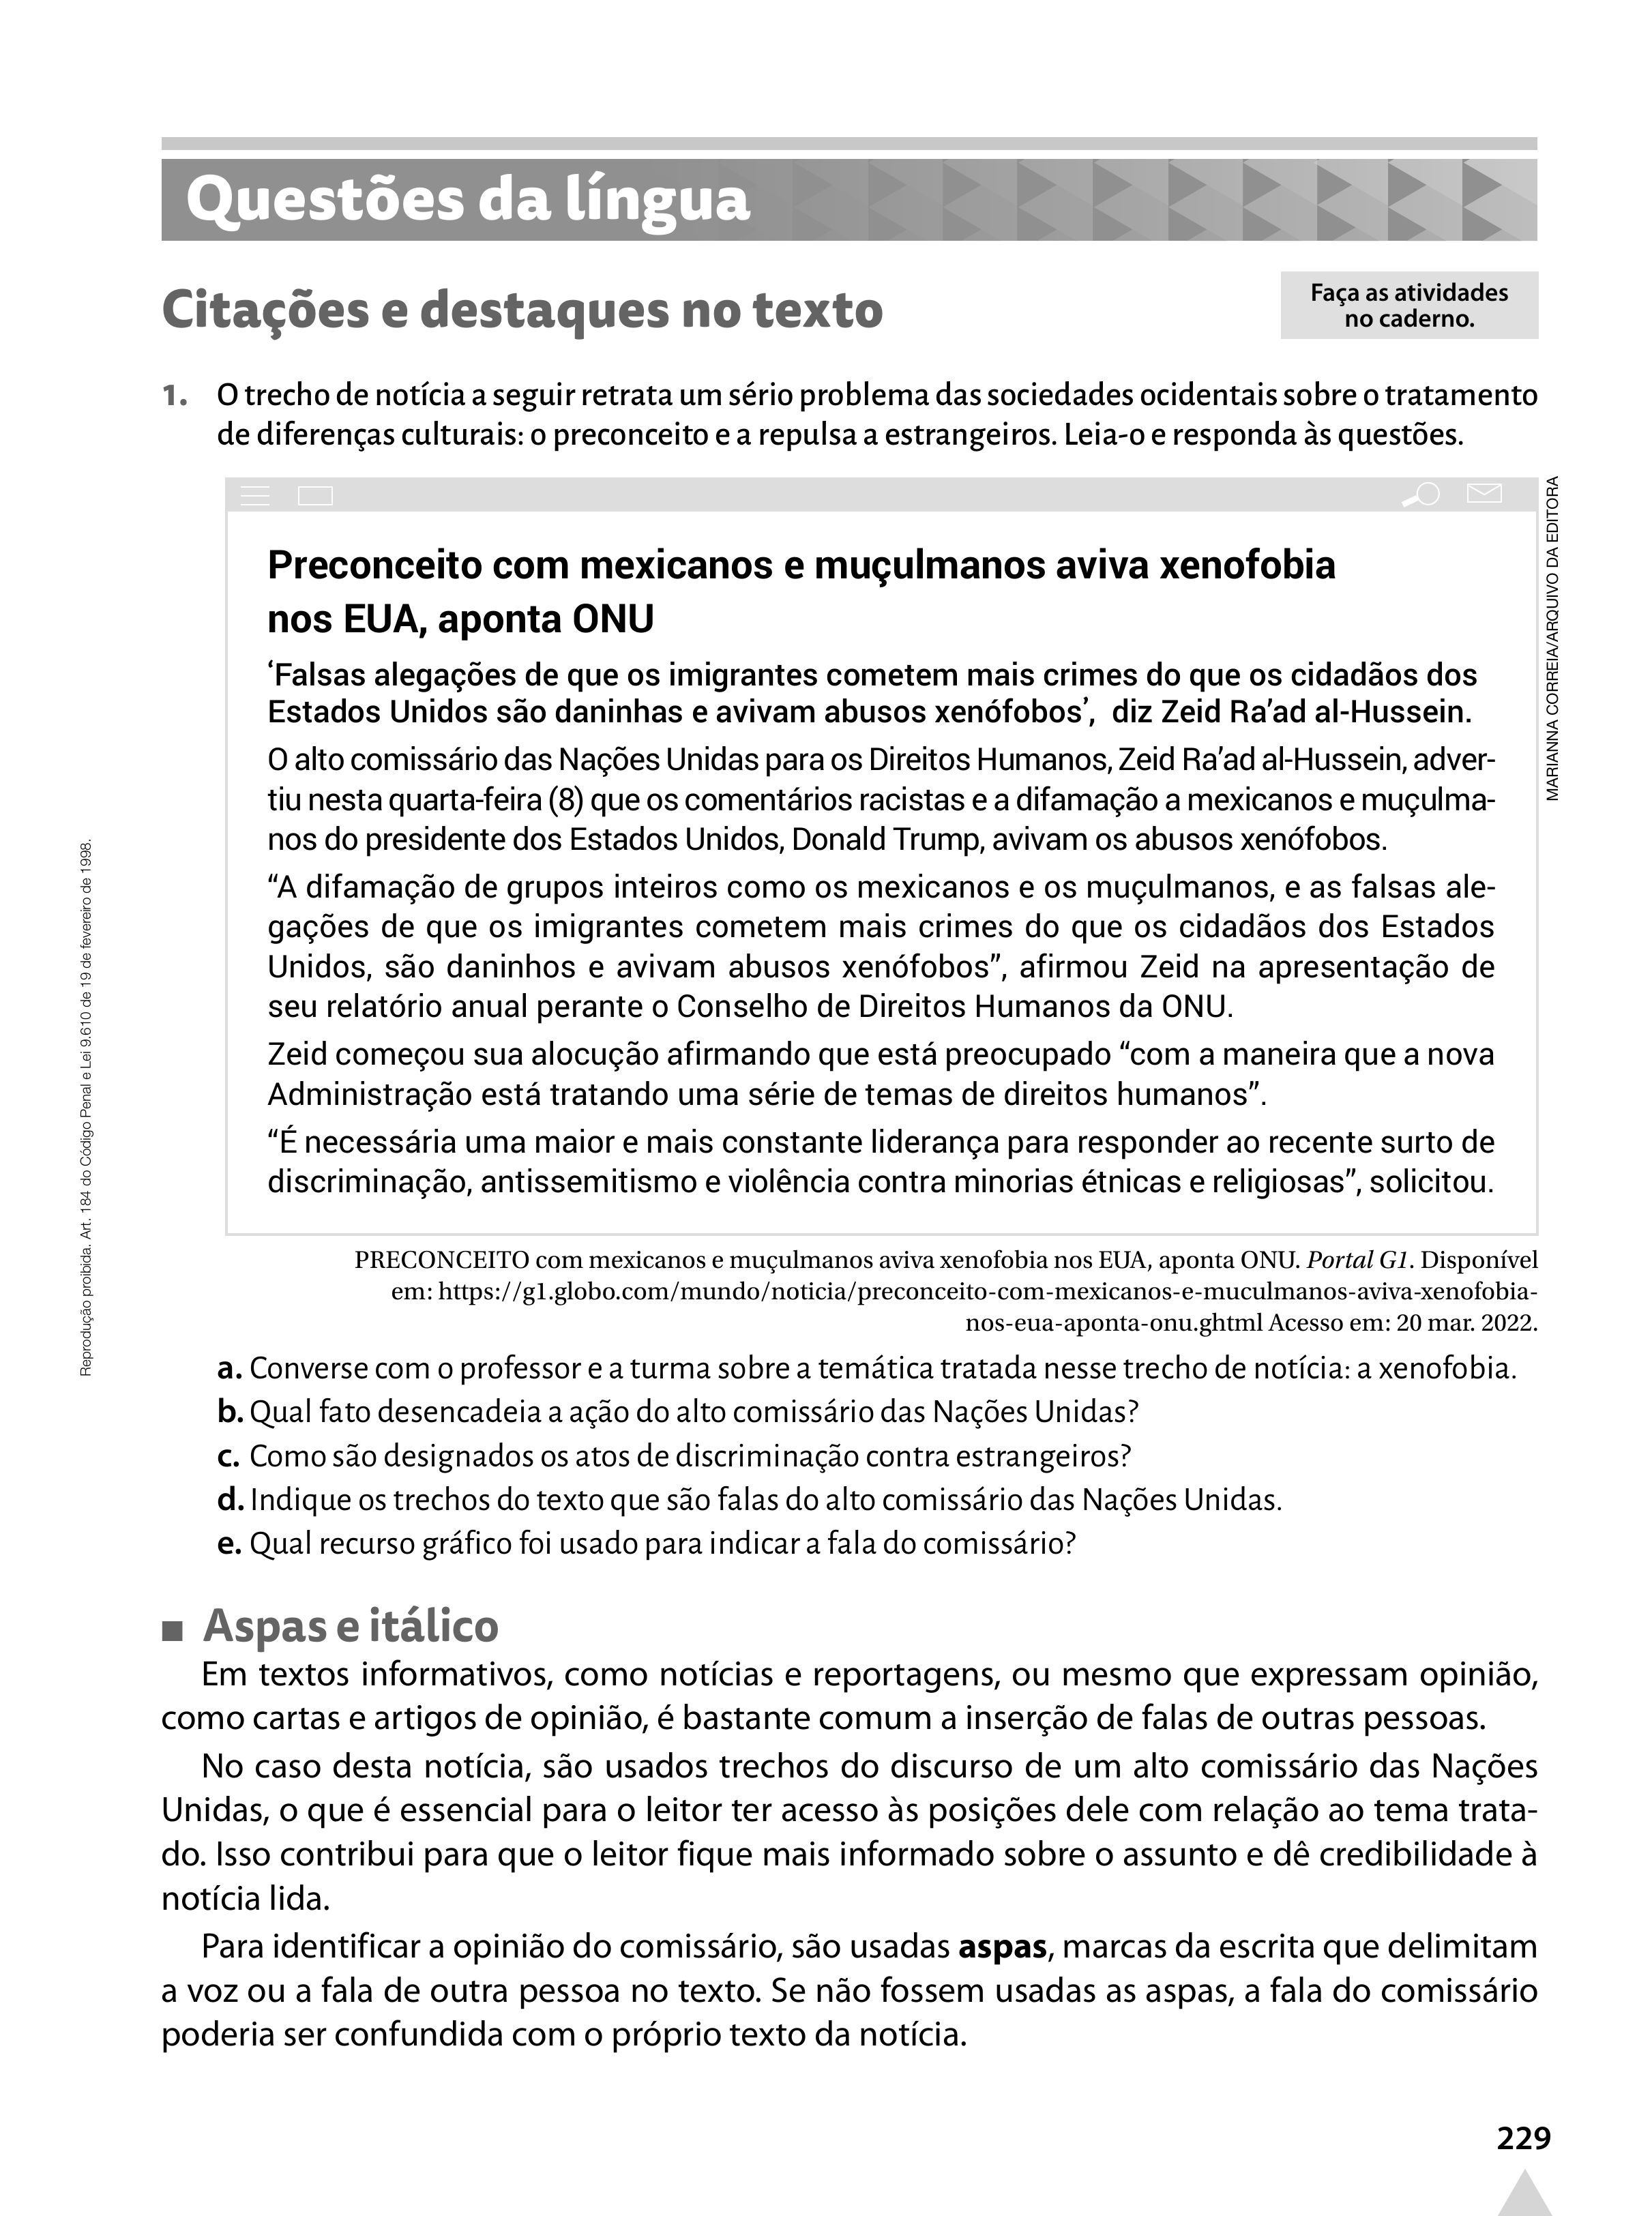 Questões da língua
Citações e destaques no texto
Faça as atividades
no caderno.
1. O trecho de notícia a seguir retrata um sério problema das sociedades ocidentais sobre o tratamento
de diferenças culturais: o preconceito e a repulsa a estrangeiros. Leia-o e responda às questões.
Preconceito com mexicanos e muçulmanos aviva xenofobia
nos EUA, aponta ONU
‘Falsas alegações de que os imigrantes cometem mais crimes do que os cidadãos dos
Estados Unidos são daninhas e avivam abusos xenófobos’, diz Zeid Ra’ad al-Hussein.
O alto comissário das Nações Unidas para os Direitos Humanos, Zeid Ra’ad al-Hussein, adver-
tiu nesta quarta-feira (8) que os comentários racistas e a difamação a mexicanos e muçulma-
nos do presidente dos Estados Unidos, Donald Trump, avivam os abusos xenófobos.
“A difamação de grupos inteiros como os mexicanos e os muçulmanos, e as falsas ale-
gações de que os imigrantes cometem mais crimes do que os cidadãos dos Estados
Unidos, são daninhos e avivam abusos xenófobos”, afirmou Zeid na apresentação de
seu relatório anual perante o Conselho de Direitos Humanos da ONU.
Zeid começou sua alocução afirmando que está preocupado “com a maneira que a nova
Administração está tratando uma série de temas de direitos humanos”.
“É necessária uma maior e mais constante liderança para responder ao recente surto de
discriminação, antissemitismo e violência contra minorias étnicas e religiosas”, solicitou.
MARIANNA CORREIA/ARQUIVO DA EDITORA
PRECONCEITO com mexicanos e muçulmanos aviva xenofobia nos EUA, aponta ONU. Portal G1. Disponível
em: https://g1.globo.com/mundo/noticia/preconceito-com-mexicanos-e-muculmanos-aviva-xenofobia-
nos-eua-aponta-onu.ghtml Acesso em: 20 mar. 2022.
a. Converse com o professor e a turma sobre a temática tratada nesse trecho de notícia: a xenofobia.
b. Qual fato desencadeia a ação do alto comissário das Nações Unidas?
c. Como são designados os atos de discriminação contra estrangeiros?
d. Indique os trechos do texto que são falas do alto comissário das Nações Unidas.
e. Qual recurso gráfico foi usado para indicar a fala do comissário?
■ Aspas e itálico
Em textos informativos, como notícias e reportagens, ou mesmo que expressam opinião,
como cartas e artigos de opinião, é bastante comum a inserção de falas de outras pessoas.
No caso desta notícia, são usados trechos do discurso de um alto comissário das Nações
Unidas, o que é essencial para o leitor ter acesso às posições dele com relação ao tema trata-
do. Isso contribui para que o leitor fique mais informado sobre o assunto e dê credibilidade à
notícia lida.
Para identificar a opinião do comissário, são usadas aspas, marcas da escrita que delimitam
a voz ou a fala de outra pessoa no texto. Se não fossem usadas as aspas, a fala do comissário
poderia ser confundida com o próprio texto da notícia.
Reprodução proibida. Art. 184 do Código Penal e Lei 9.610 de 19 de fevereiro de 1998.
229